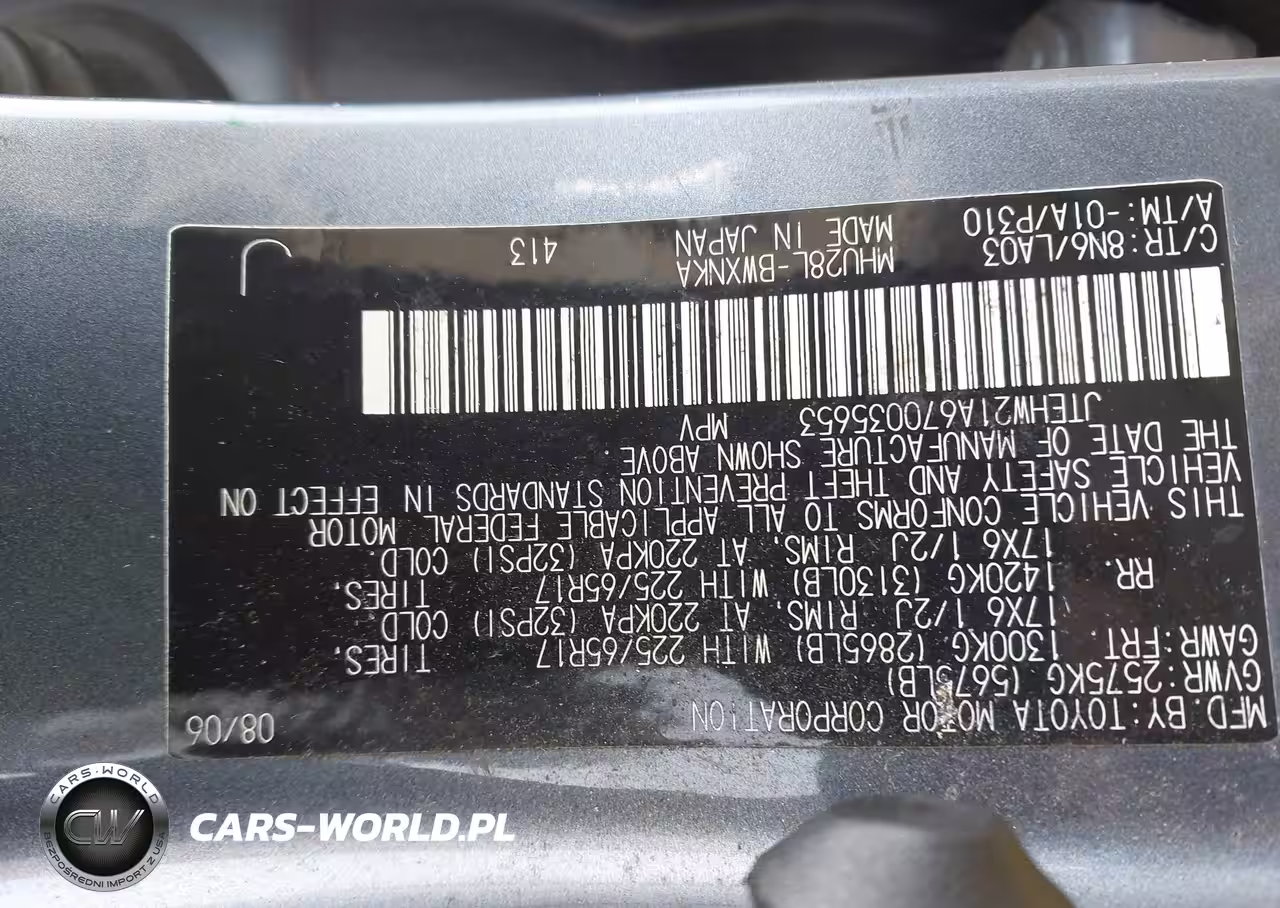 MFD.BY:TOYOTA MOTOR CORPORATION 08/06
GVWR:2575KG (5675LB)
GAWR:FRT. 1300KG (2865LB) WITH 225/65R17 TIRES.
17X6 1/2J RIMS, AT 220KPA (32PSI) COLD.
RR. 1420KG (3130LB) WITH 225/65R17 TIRES.
17X6 1/2J RIMS, AT 220KPA (32PSI) COLD.
THIS VEHICLE CONFORMS TO ALL APPLICABLE FEDERAL MOTOR
VEHICLE SAFETY AND THEFT PREVENTION STANDARDS IN EFFECT ON
THE DATE OF MANUFACTURE SHOWN ABOVE.
JTEHW21A670035653 MPV
C/TR:8N6/LA03 MHU28L-BWXNKA 413
A/TM:-01A/P310 MADE IN JAPAN
CARS-WORLD
CW
BEZPOŚREDNI IMPORT Z USA
CARS-WORLD.PL